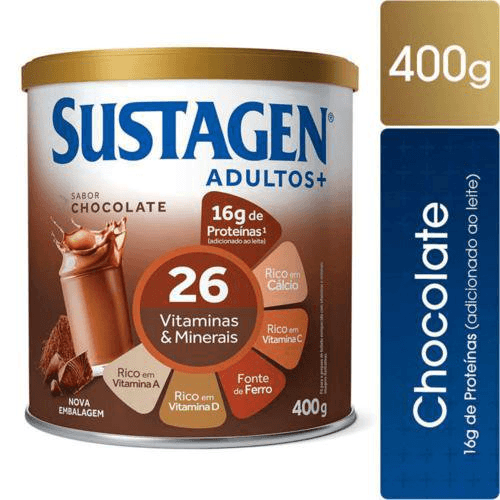 SUSTAGEN®
ADULTOS+
SABOR
CHOCOLATE
16g de
Proteínas¹
(adicionado ao leite)
26
Vitaminas
& Minerais
Rico em
Cálcio
Rico em
Vitamina C
Fonte
de Ferro
Rico em
Vitamina D
Rico em
Vitamina A
NOVA
EMBALAGEM
400g
400g
Chocolate
16g de Proteínas (adicionado ao leite)